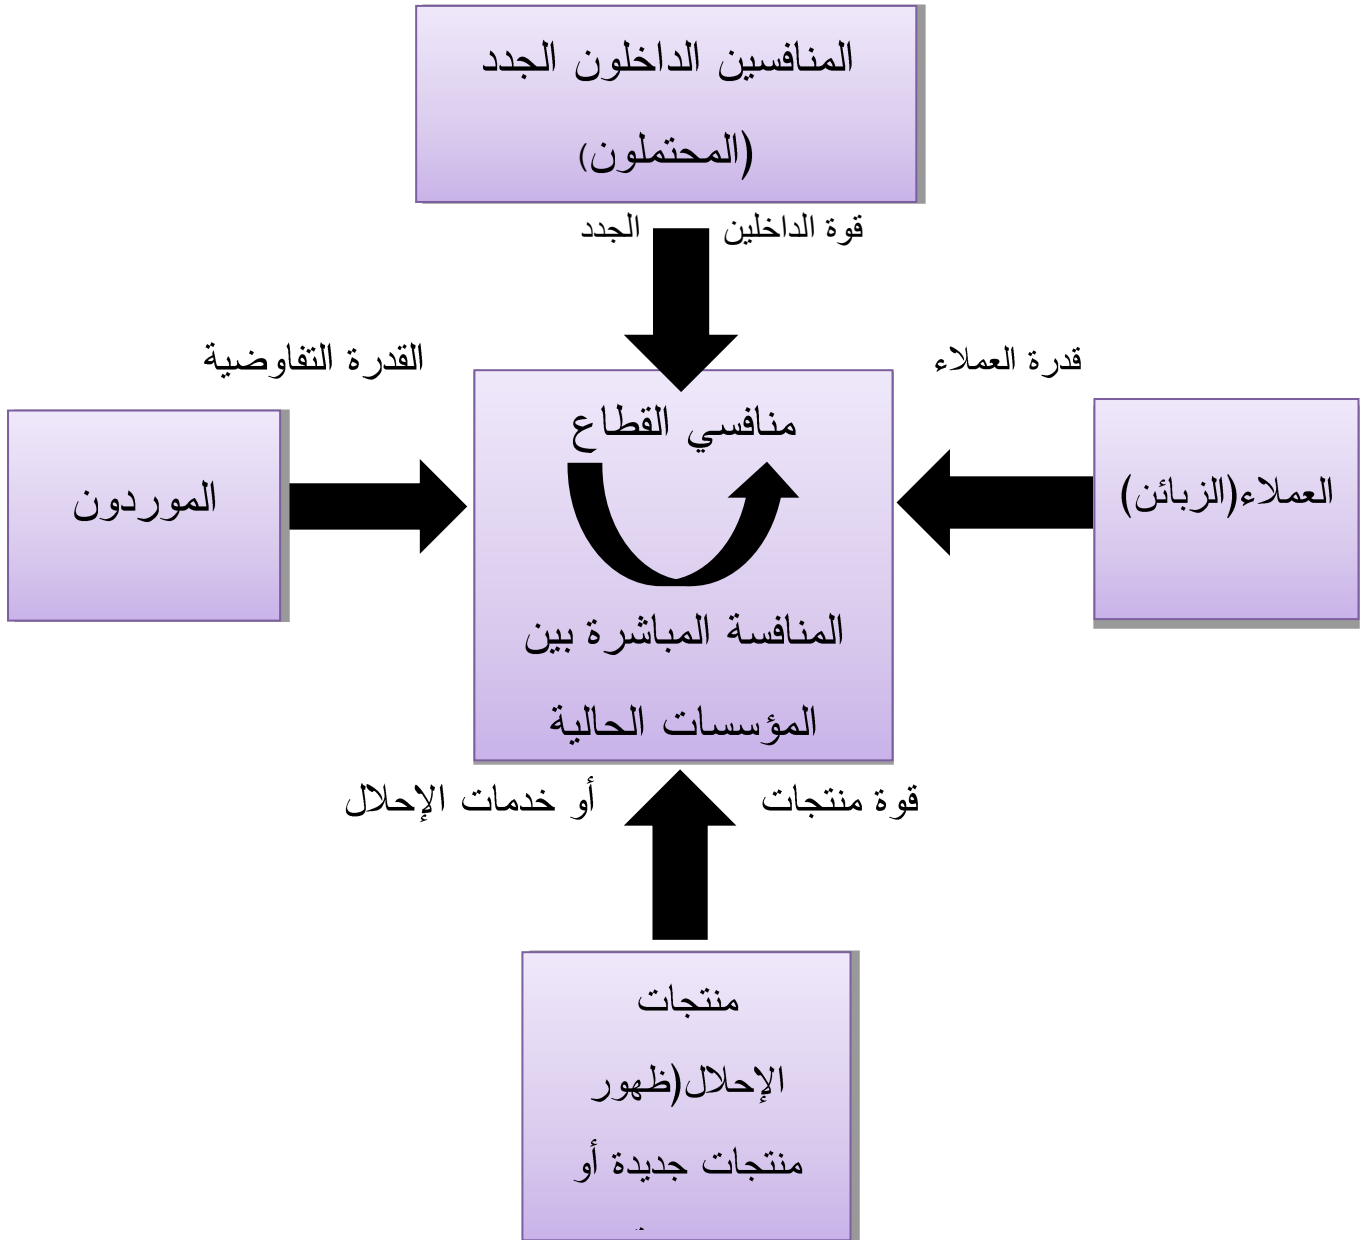 المنافسين الداخلون الجدد
(المحتملون)
قوة الداخلين الجدد
قدرة العملاء
القدرة التفاوضية
العملاء(الزبائن)
منافسي القطاع
الموردون
المنافسة المباشرة بين
المؤسسات الحالية
قوة منتجات أو خدمات الإحلال
منتجات
الإحلال(ظهور
منتجات جديدة أو